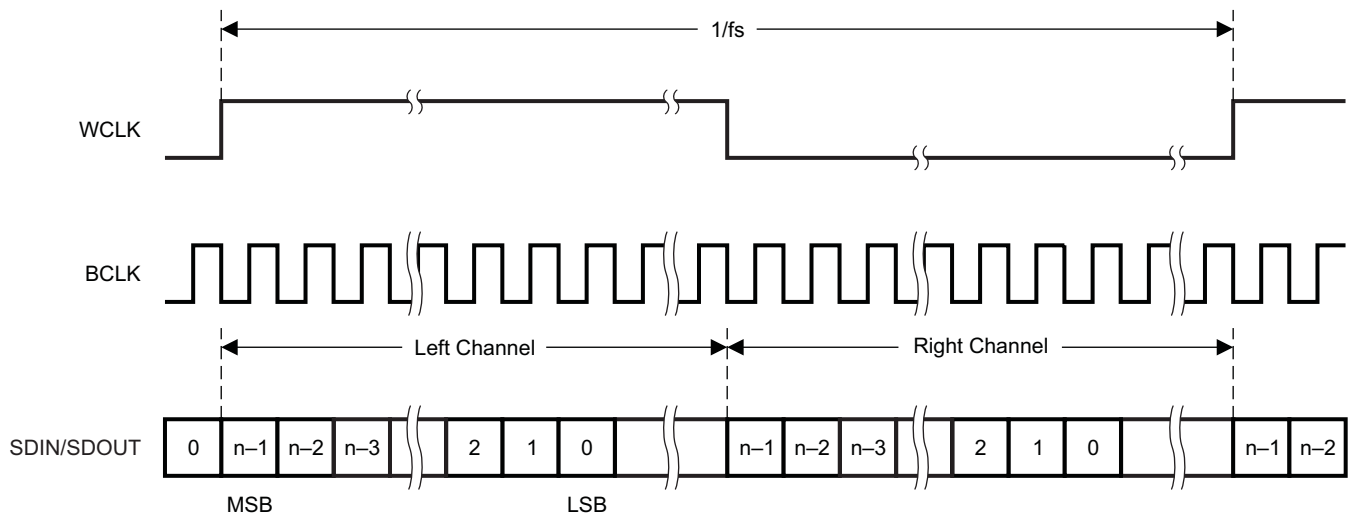 1/fs
WCLK
BCLK
Left Channel
Right Channel
SDIN/SDOUT
0 n–1 n–2 n–3 2 1 0 n–1 n–2 n–3 2 1 0 n–1 n–2
MSB LSB